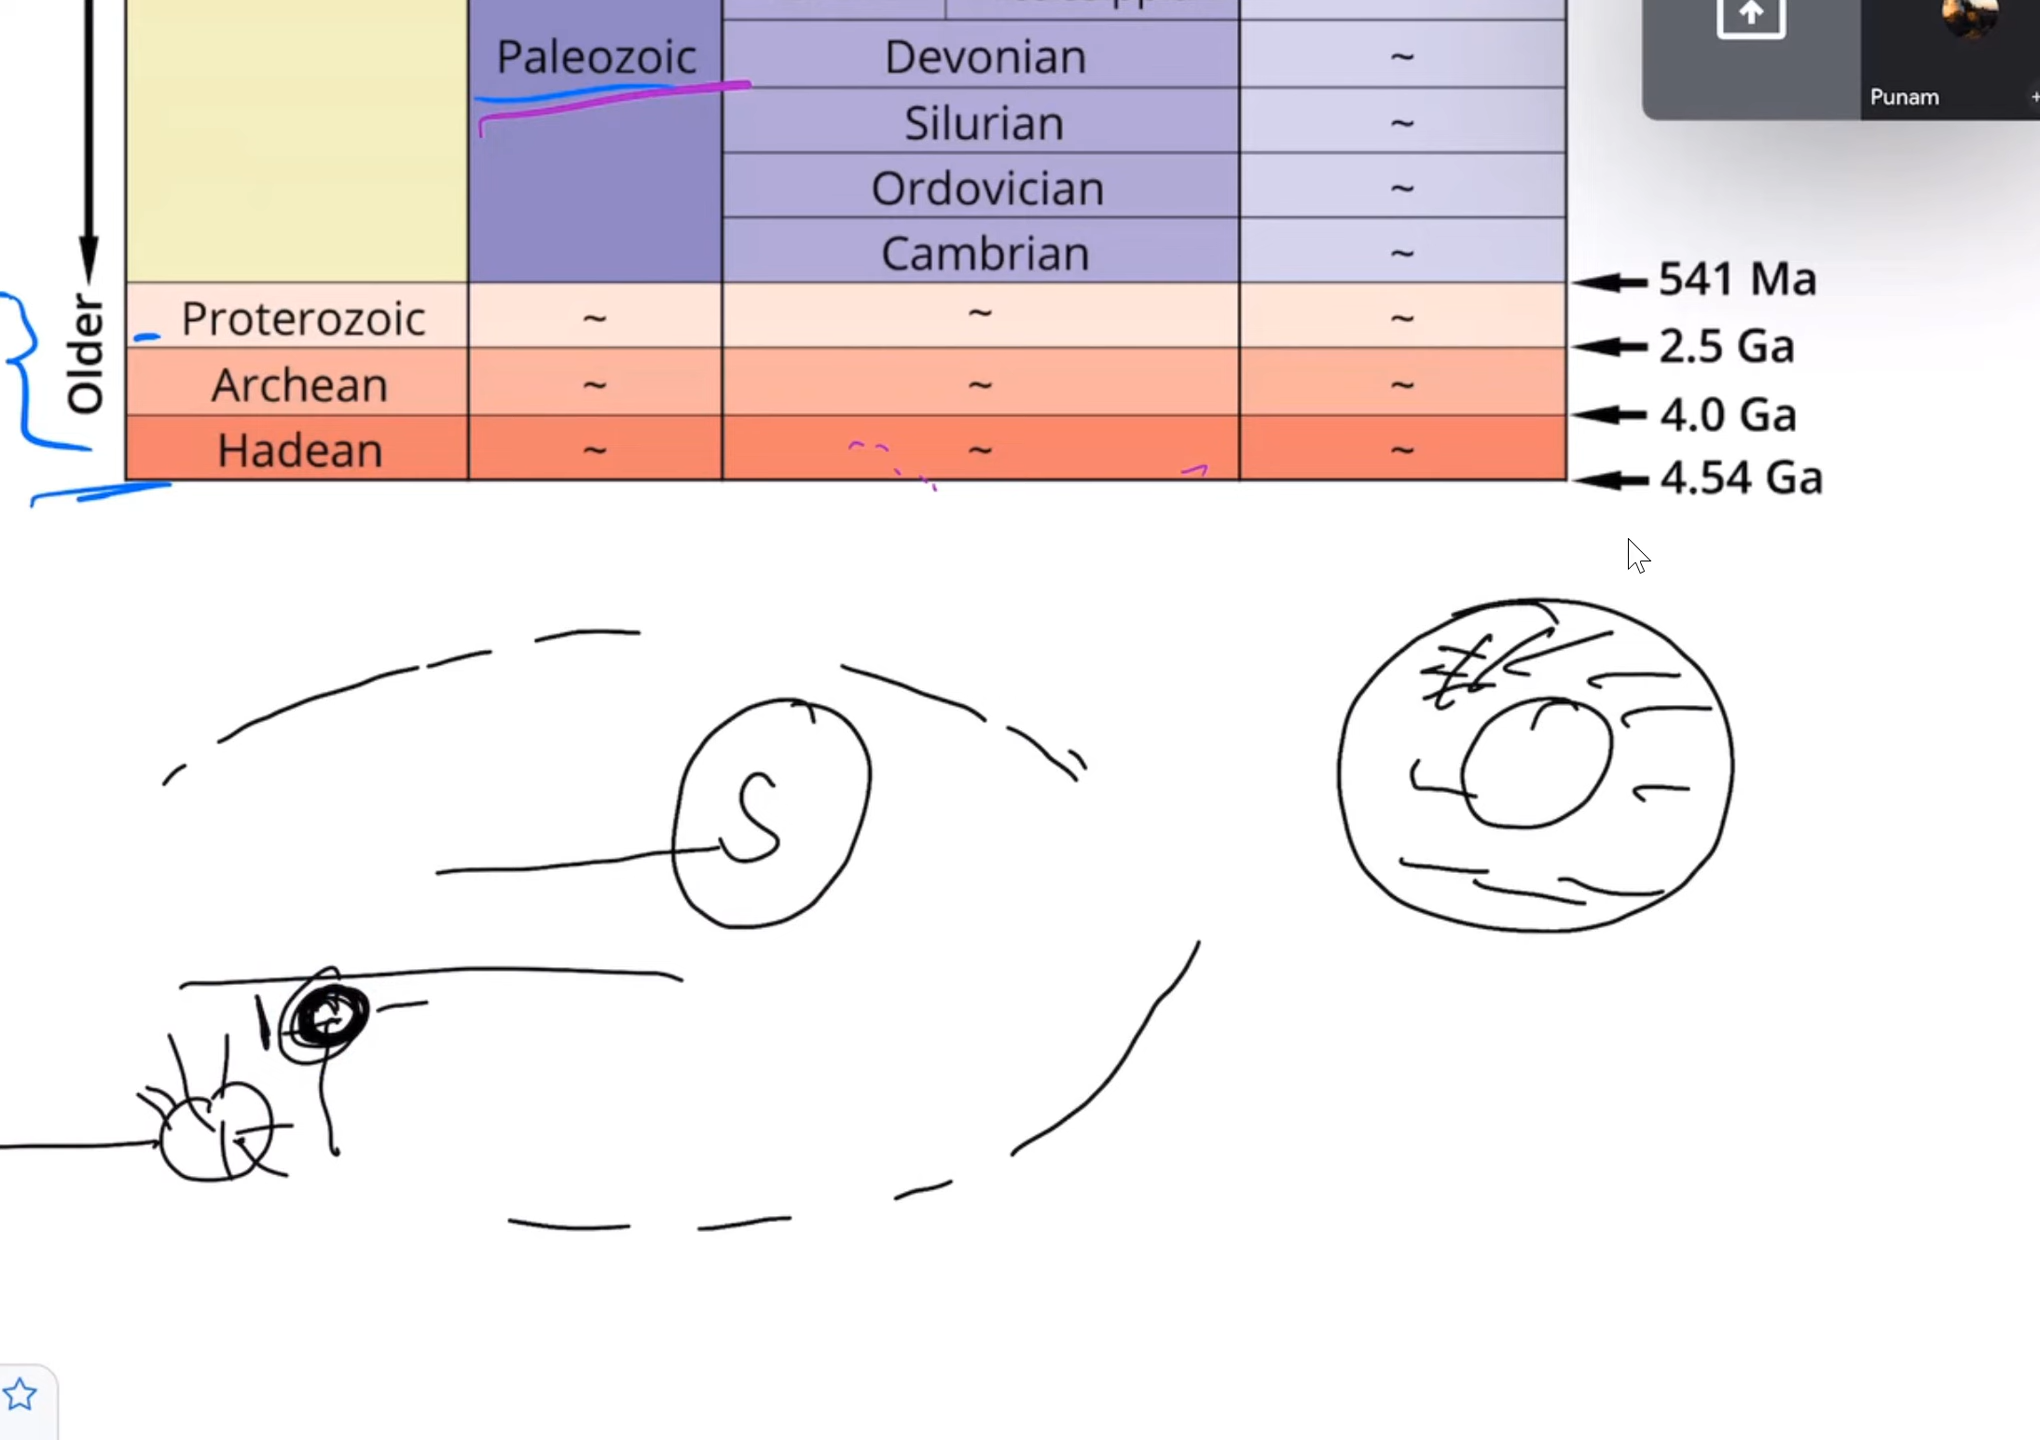 Paleozoic
Devonian ~
Silurian ~
Ordovician ~
Cambrian ~
541 Ma
Older
Proterozoic ~ ~ ~
2.5 Ga
Archean ~ ~ ~
4.0 Ga
Hadean ~ ~ ~
4.54 Ga
Punam
S